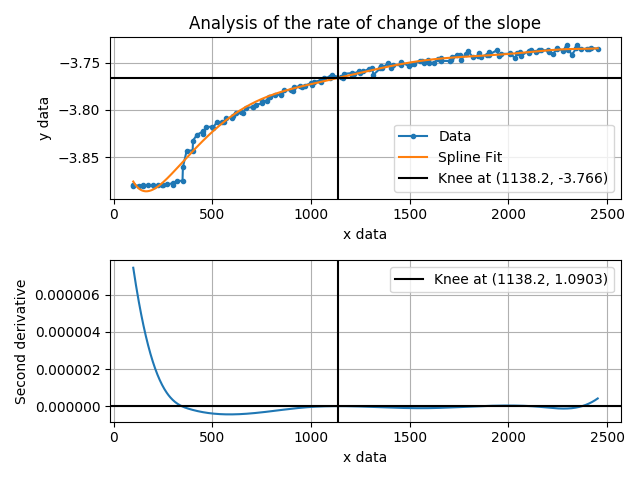 Analysis of the rate of change of the slope
−3.75
−3.80
−3.85
y data
Data
Spline Fit
Knee at (1138.2, -3.766)
0 500 1000 1500 2000 2500
x data
Knee at (1138.2, 1.0903)
0.000006
0.000004
0.000002
0.000000
Second derivative
0 500 1000 1500 2000 2500
x data